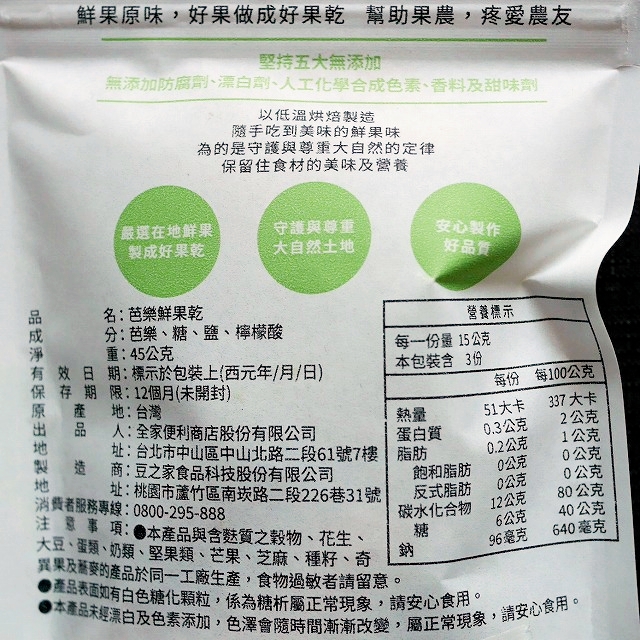 鮮果原味，好果做成好果乾 幫助果農，疼愛農友
堅持五大無添加
無添加防腐劑、漂白劑、人工化學合成色素、香料及甜味劑
以低溫烘焙製造
隨手吃到美味的鮮果味
為的是守護與尊重大自然的定律
保留住食材的美味及營養
嚴選在地鮮果
製成好果乾
守護與尊重
大自然土地
安心製作
好品質
品名：芭樂鮮果乾
成分：芭樂、糖、鹽、檸檬酸
淨重：45公克
有效日期：標示於包裝上(西元年/月/日)
保存期限：12個月(未開封)
原產地：台灣
出品人：全家便利商店股份有限公司
地址：台北市中山區中山北路二段61號7樓
製造商：豆之家食品科技股份有限公司
地址：桃園市蘆竹區南崁路二段226巷31號
消費者服務專線：0800-295-888
注意事項：●本產品與含麩質之穀物、花生、
大豆、蛋類、奶類、堅果類、芒果、芝麻、種籽、奇
異果及蕎麥的產品於同一工廠生產，食物過敏者請留意。
●產品表面如有白色糖化顆粒，係為糖析屬正常現象，請安心食用。
●本產品未經漂白及色素添加，色澤會隨時間漸漸改變，屬正常現象，請安心食用。
營養標示
每一份量 15公克
本包裝含 3份
每份 每100公克
熱量 51大卡 337大卡
蛋白質 0.3公克 2公克
脂肪 0.2公克 1公克
飽和脂肪 0公克 0公克
反式脂肪 0公克 0公克
碳水化合物 12公克 80公克
糖 6公克 40公克
鈉 96毫克 640毫克